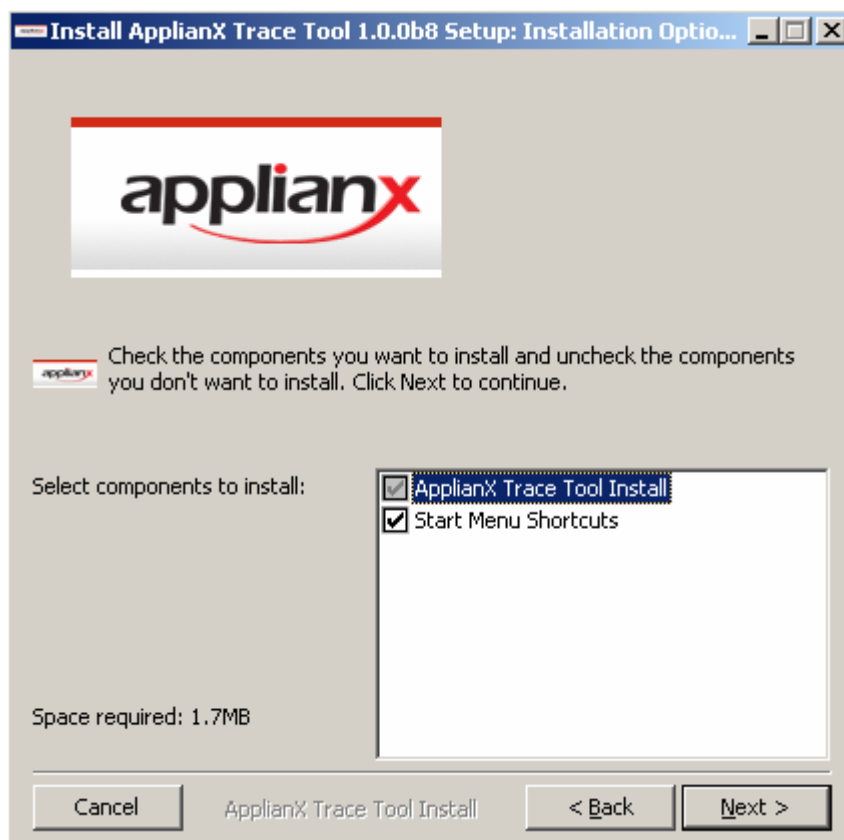 Install ApplianX Trace Tool 1.0.0b8 Setup: Installation Optio...
applianx
applianx
Check the components you want to install and uncheck the components
you don't want to install. Click Next to continue.
Select components to install:
ApplianX Trace Tool Install
Start Menu Shortcuts
Space required: 1.7MB
Cancel
ApplianX Trace Tool Install
< Back
Next >